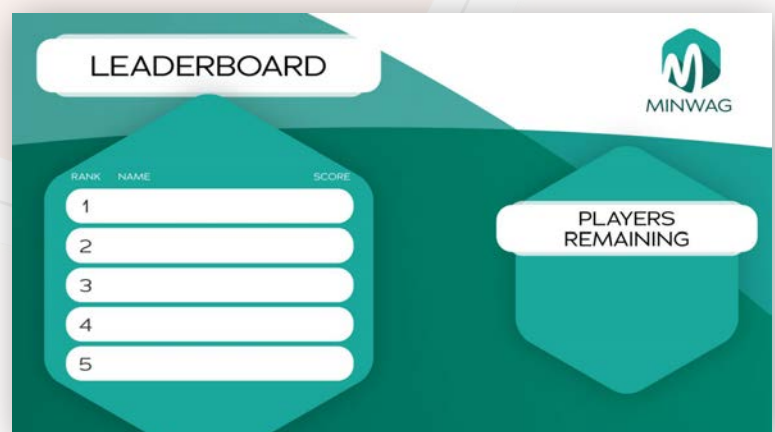 LEADERBOARD
MINWAG
RANK NAME SCORE
1
2
3
4
5
PLAYERS
REMAINING